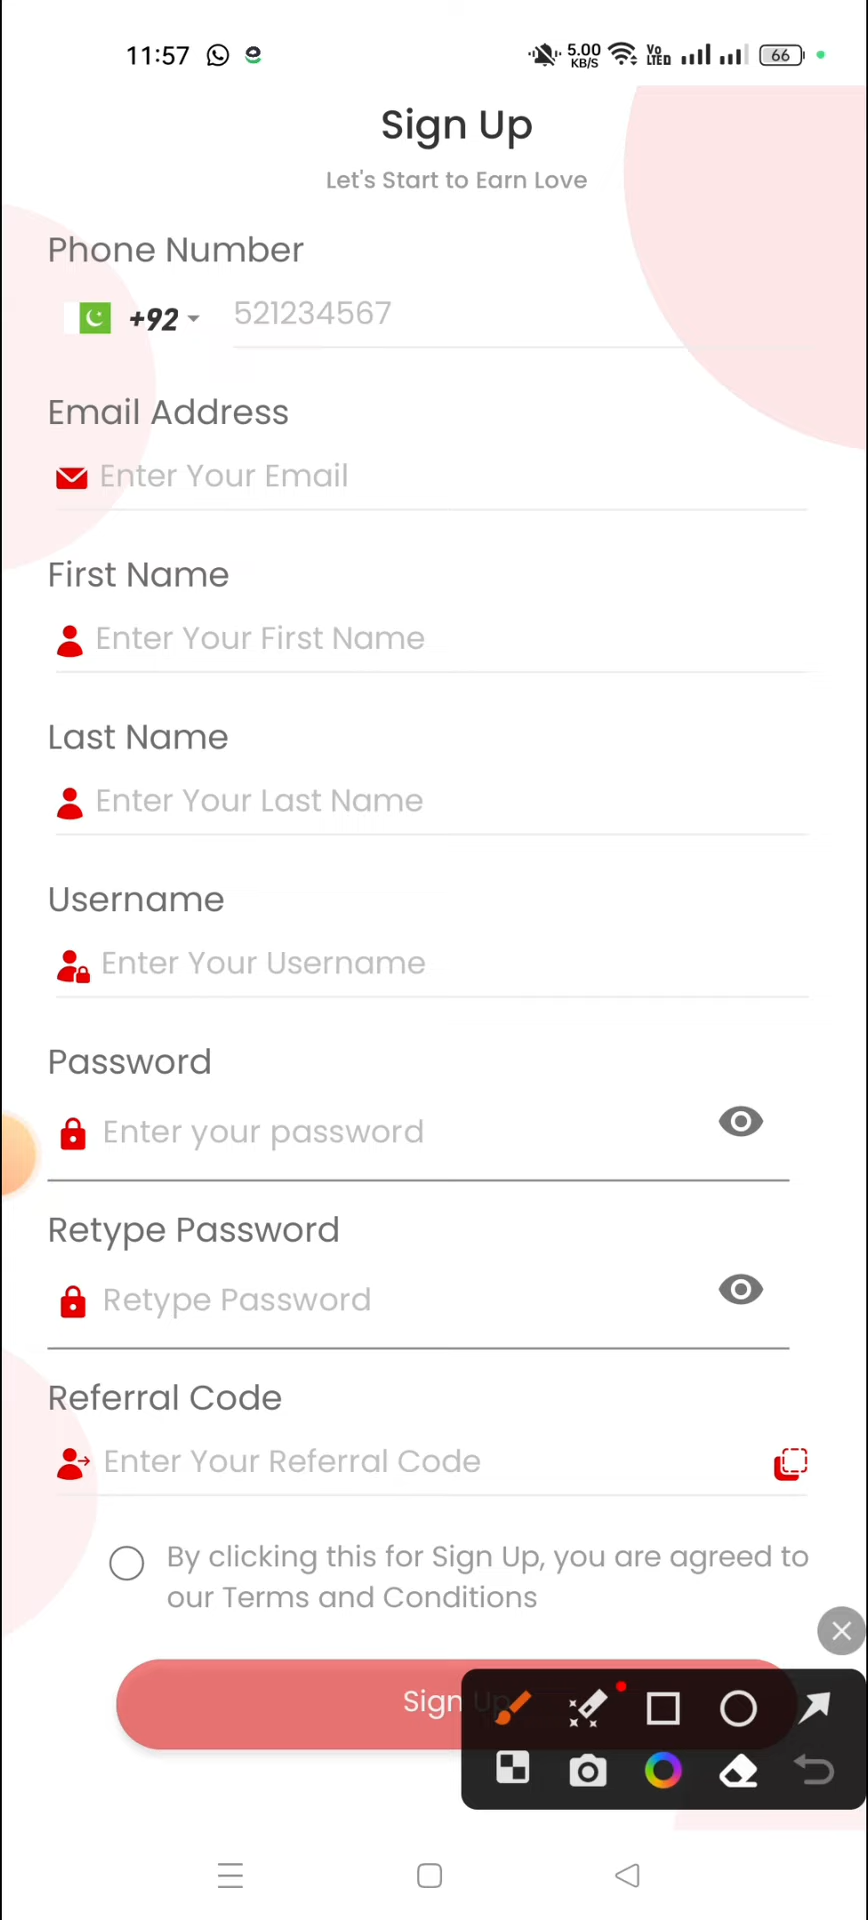 11:57
5.00
KB/S
Vo
LTED
66
Sign Up
Let's Start to Earn Love
Phone Number
+92
521234567
Email Address
Enter Your Email
First Name
Enter Your First Name
Last Name
Enter Your Last Name
Username
Enter Your Username
Password
Enter your password
Retype Password
Retype Password
Referral Code
Enter Your Referral Code
By clicking this for Sign Up, you are agreed to
our Terms and Conditions
Sign Up